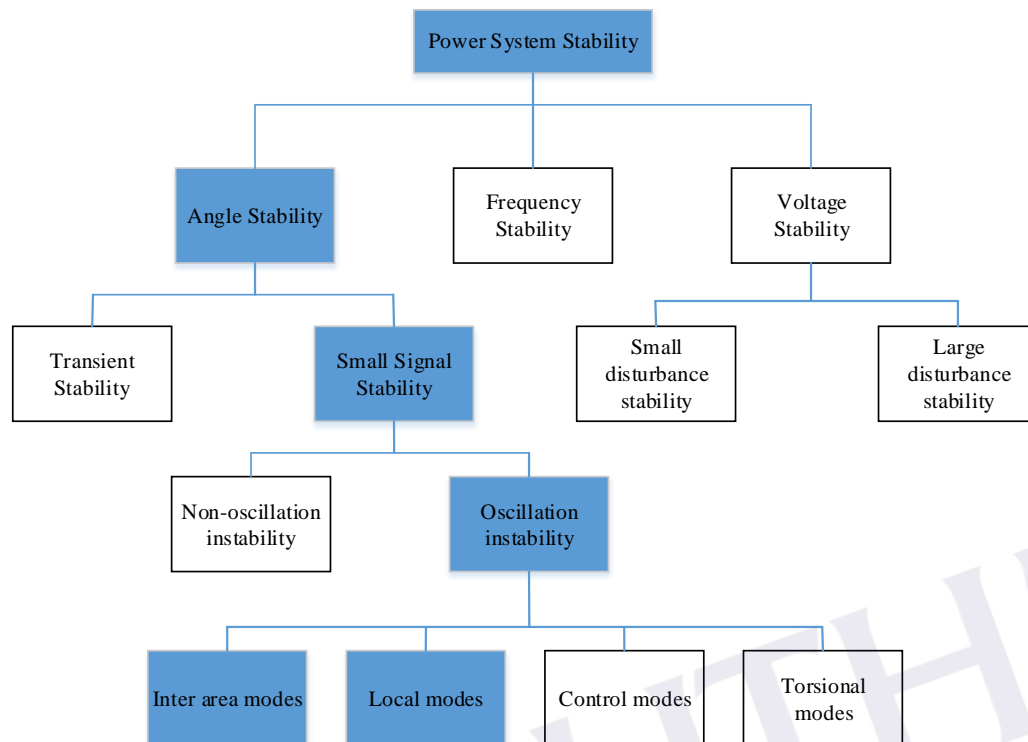 Power System Stability
Angle Stability
Frequency
Stability
Voltage
Stability
Transient
Stability
Small Signal
Stability
Small
disturbance
stability
Large
disturbance
stability
Non-oscillation
instability
Oscillation
instability
Inter area modes
Local modes
Control modes
Torsional
modes